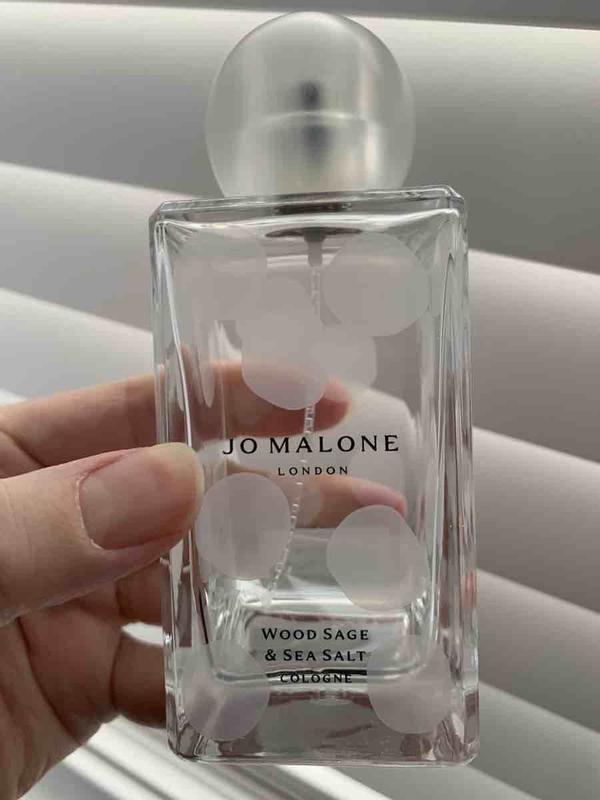 JO MALONE
LONDON
WOOD SAGE
& SEA SALT
COLOGNE